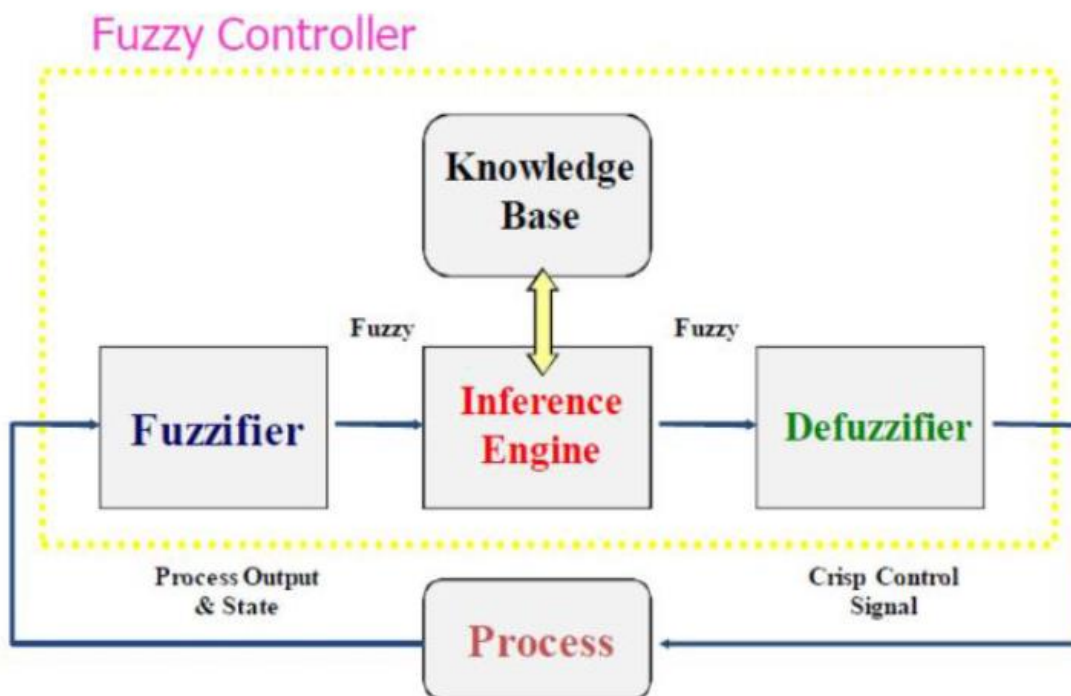 Fuzzy Controller
Knowledge
Base
Fuzzy
Fuzzy
Fuzzifier
Inference
Engine
Defuzzifier
Process Output
& State
Crisp Control
Signal
Process